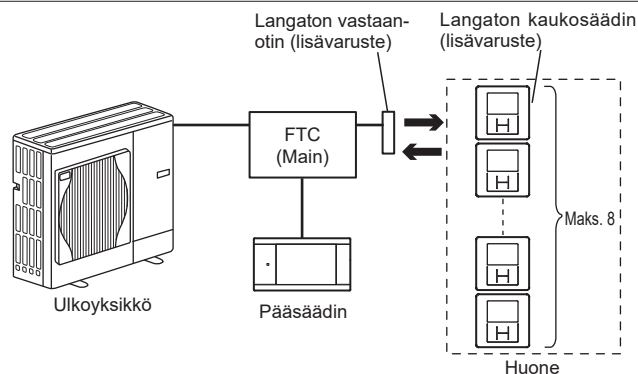 Langaton vastaan-
otin (lisävaruste)
Langaton kaukosäädin
(lisävaruste)
FTC
(Main)
H
H
Maks. 8
H
H
Ulkoyksikkö
Pääsäädin
Huone